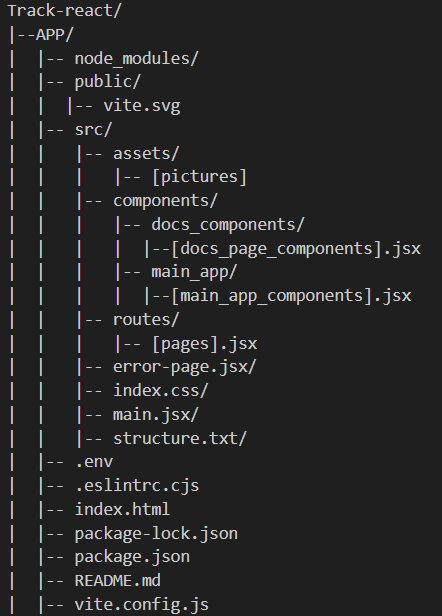 Track-react/
|--APP/
|  |-- node_modules/
|  |-- public/
|  |  |-- vite.svg
|  |-- src/
|  |   |-- assets/
|  |   |   |-- [pictures]
|  |   |-- components/
|  |   |   |-- docs_components/
|  |   |   |  |--[docs_page_components].jsx
|  |   |   |-- main_app/
|  |   |   |  |--[main_app_components].jsx
|  |   |-- routes/
|  |   |   |-- [pages].jsx
|  |   |-- error-page.jsx/
|  |   |-- index.css/
|  |   |-- main.jsx/
|  |   |-- structure.txt/
|  |-- .env
|  |-- .eslintrc.cjs
|  |-- index.html
|  |-- package-lock.json
|  |-- package.json
|  |-- README.md
|  |-- vite.config.js